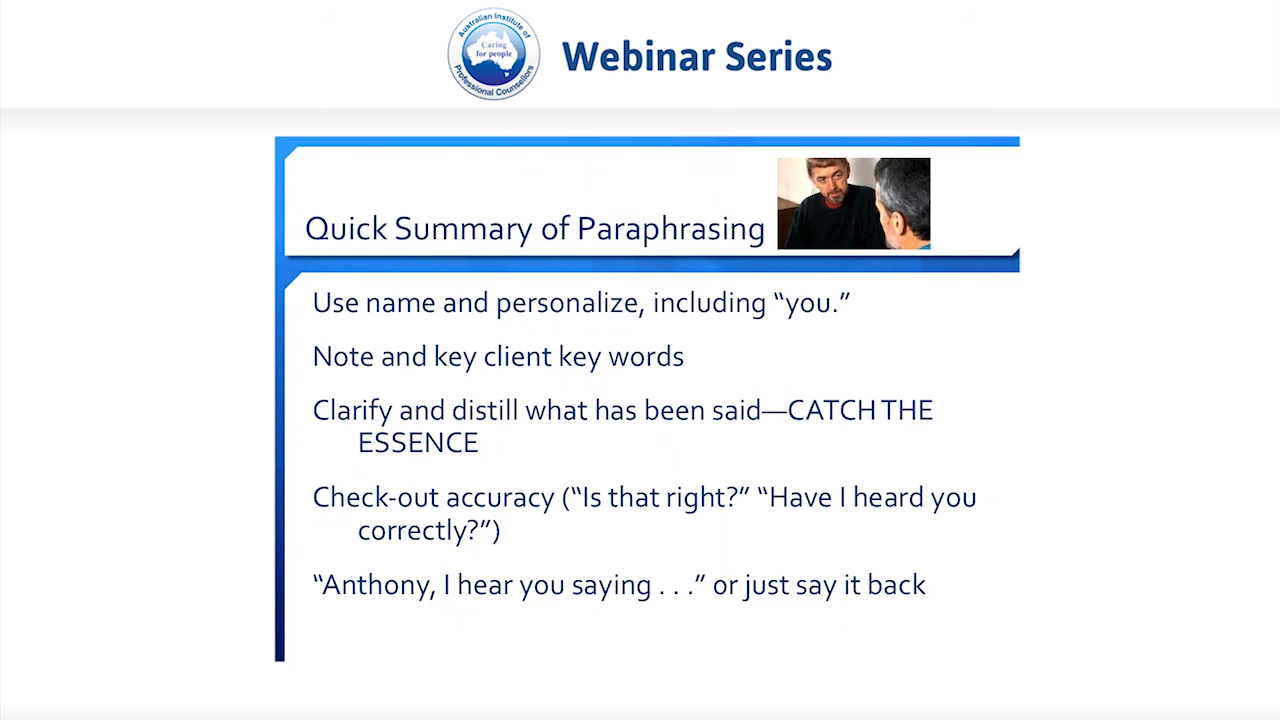 Australian Institute of
Caring
for people
Professional Counsellors
Webinar Series
Quick Summary of Paraphrasing
Use name and personalize, including “you.”
Note and key client key words
Clarify and distill what has been said—CATCH THE
ESSENCE
Check-out accuracy (“Is that right?” “Have I heard you
correctly?”)
“Anthony, I hear you saying . . .” or just say it back